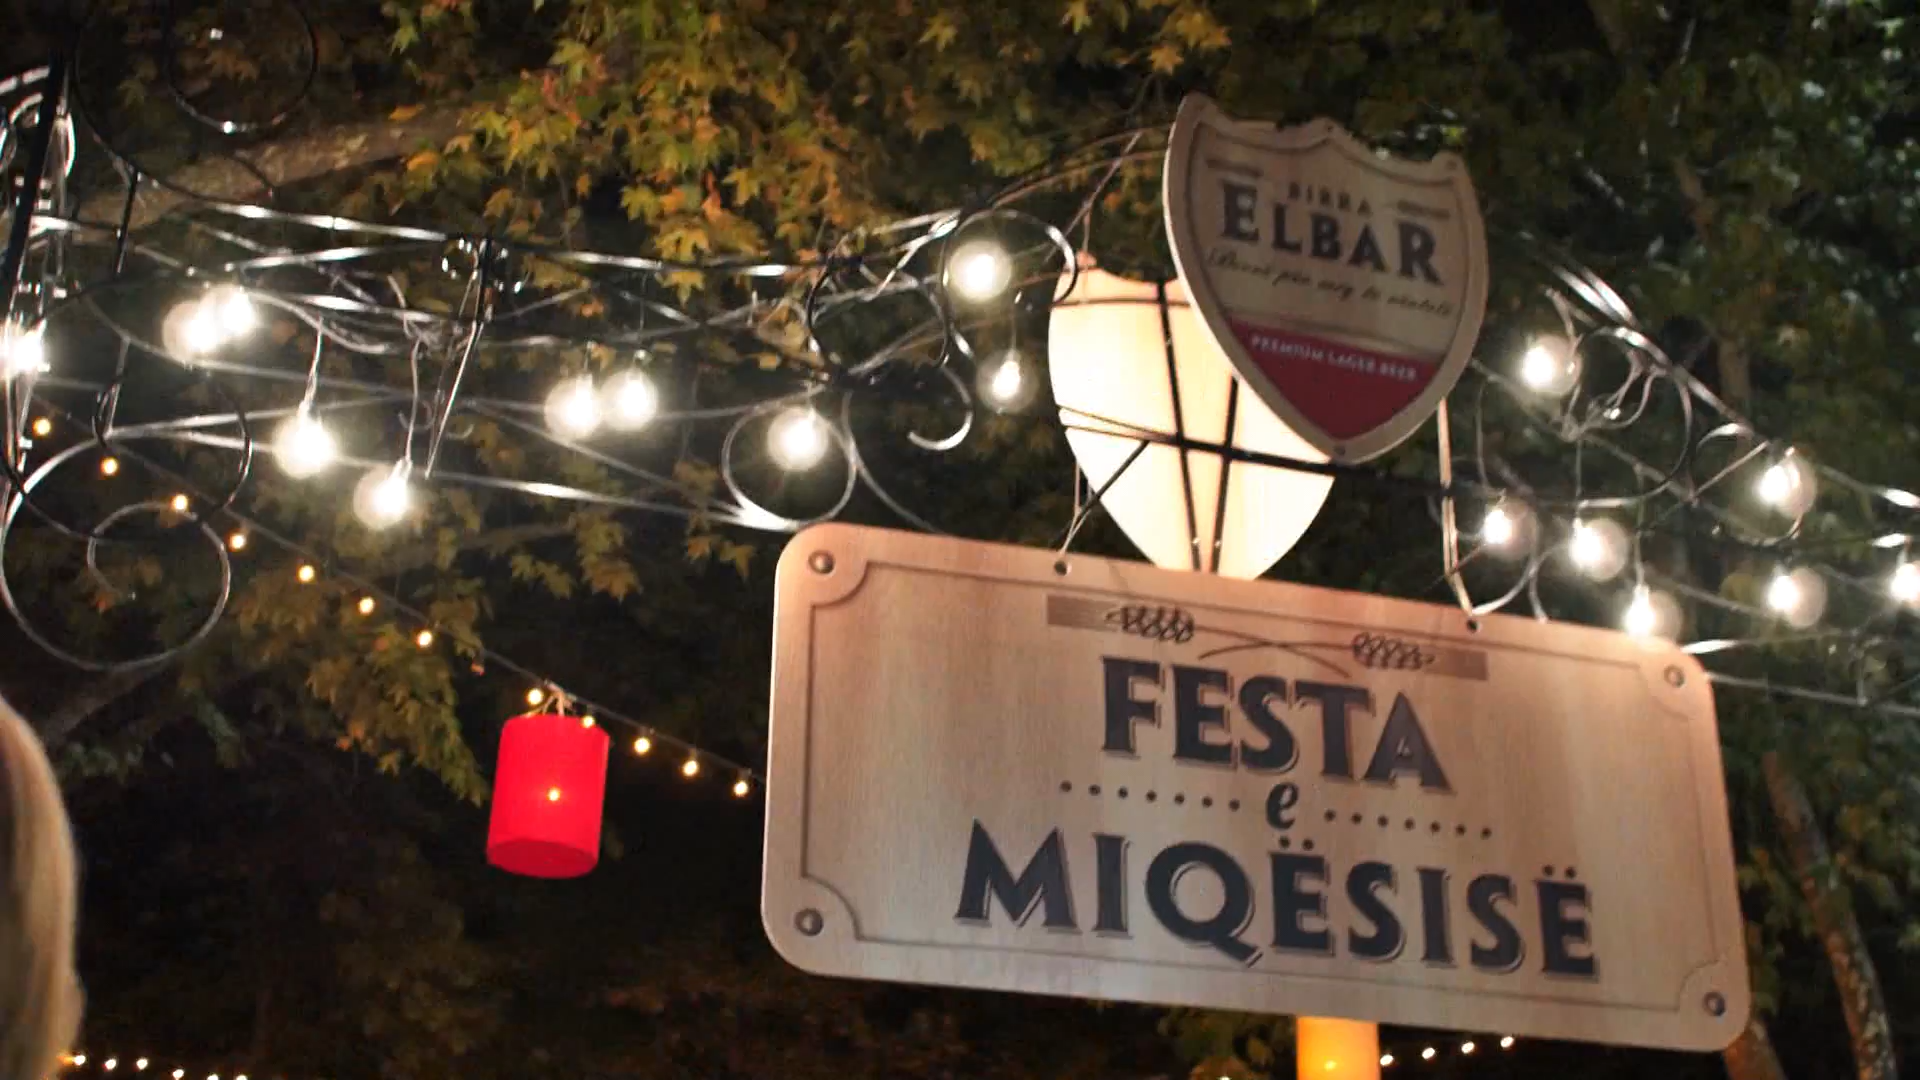 BIRRA
ELBAR
PREMIUM LAGER BEER
FESTA
e
MIQËSISË